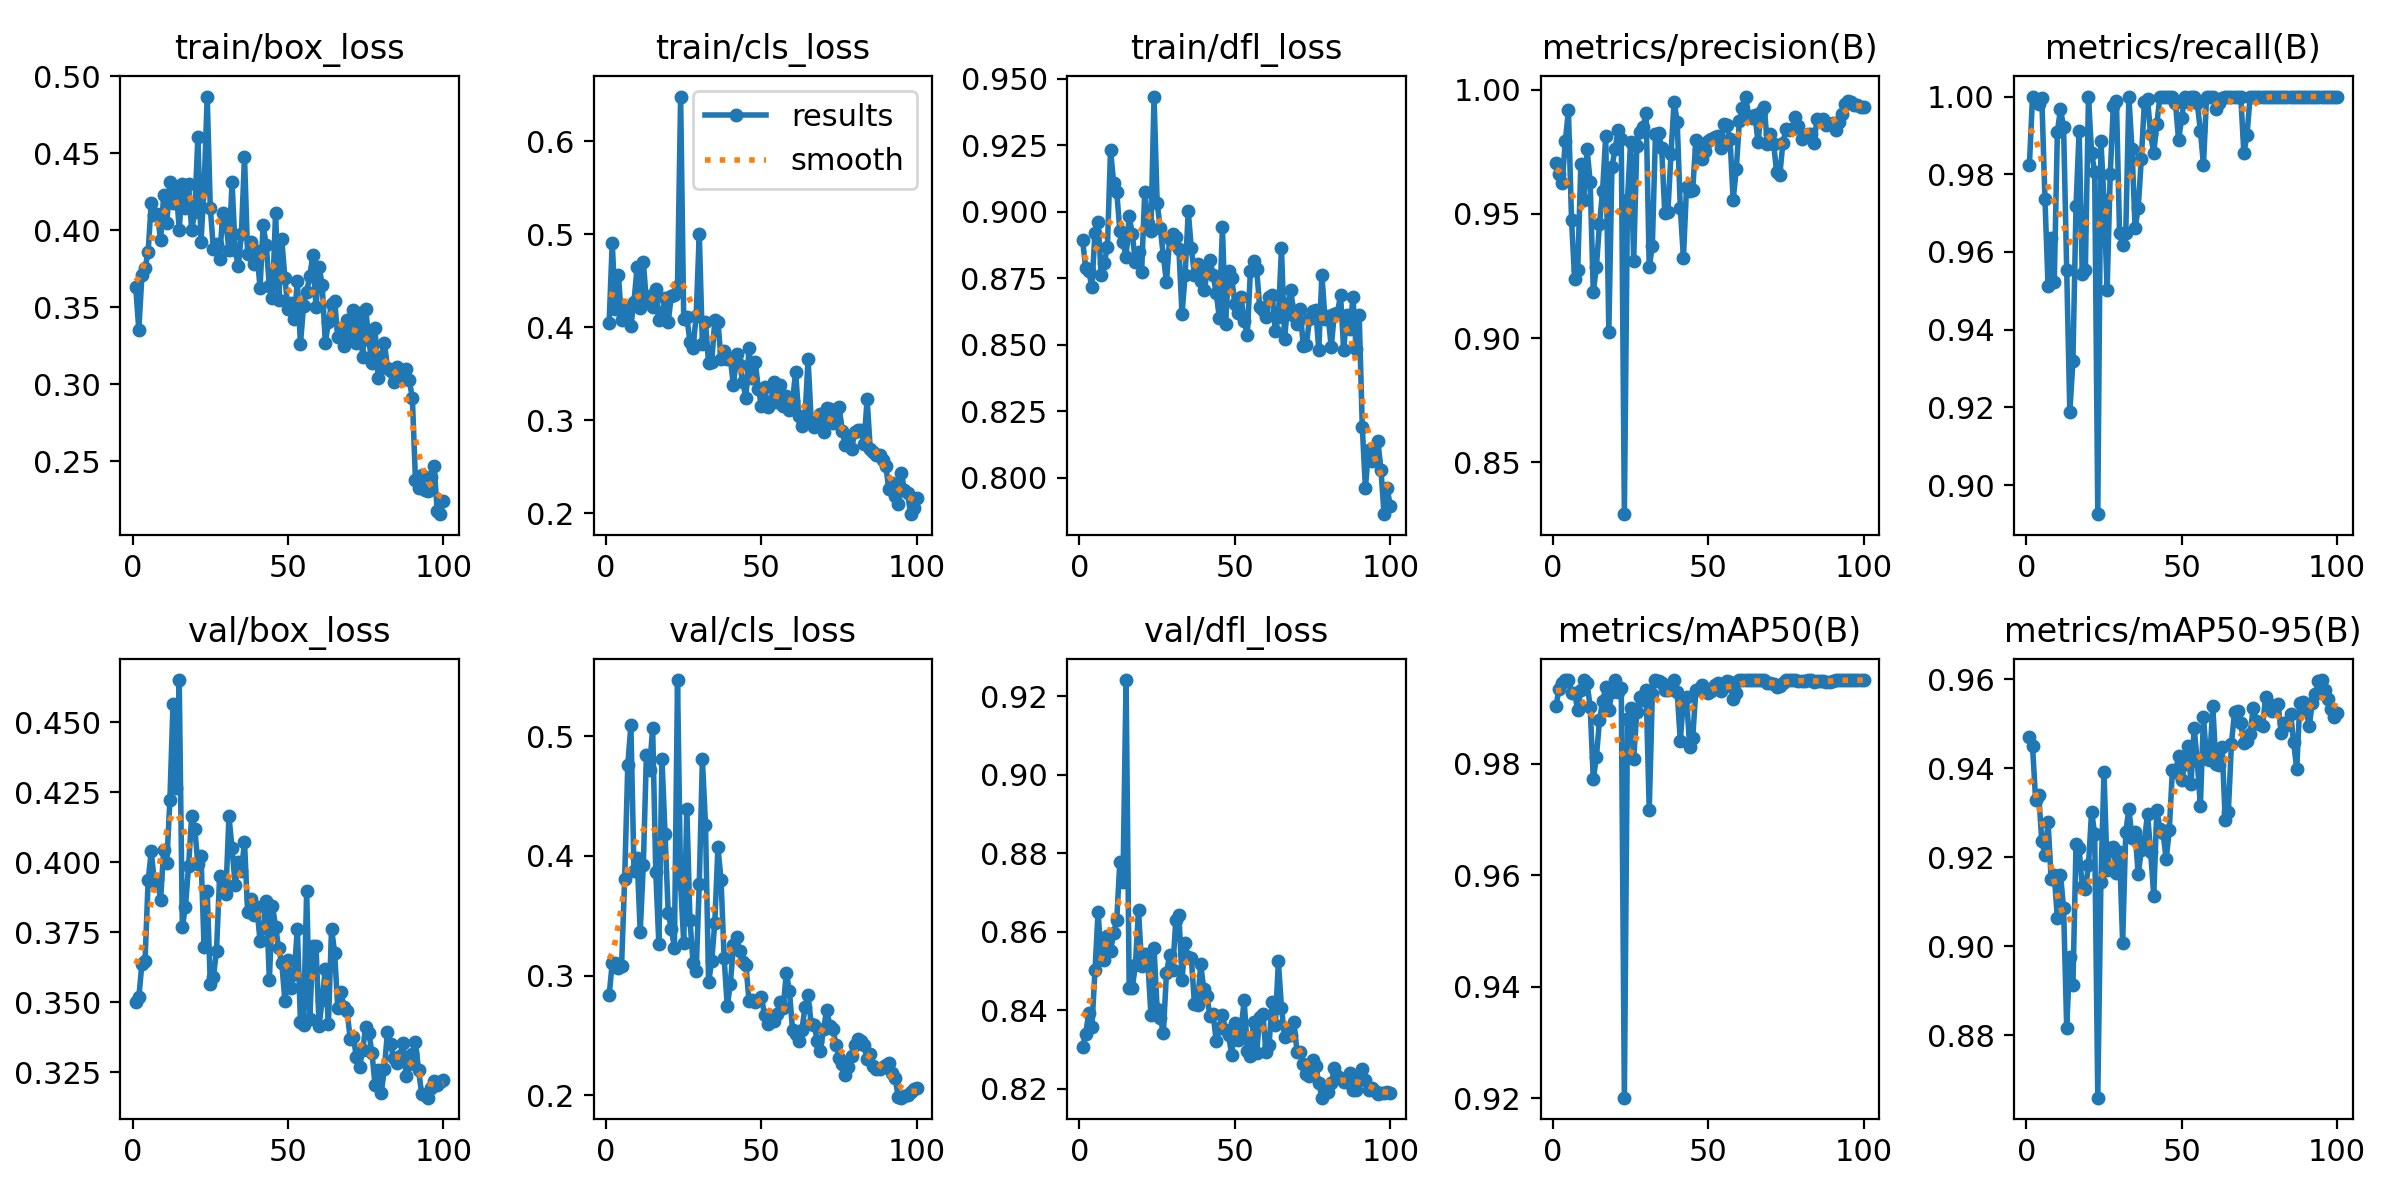 train/box_loss
0.50
0.45
0.40
0.35
0.30
0.25
0 50 100
train/cls_loss
results
smooth
0.6
0.5
0.4
0.3
0.2
0 50 100
train/dfl_loss
0.950
0.925
0.900
0.875
0.850
0.825
0.800
0 50 100
metrics/precision(B)
1.00
0.95
0.90
0.85
0 50 100
metrics/recall(B)
1.00
0.98
0.96
0.94
0.92
0.90
0 50 100
val/box_loss
0.450
0.425
0.400
0.375
0.350
0.325
0 50 100
val/cls_loss
0.5
0.4
0.3
0.2
0 50 100
val/dfl_loss
0.92
0.90
0.88
0.86
0.84
0.82
0 50 100
metrics/mAP50(B)
0.98
0.96
0.94
0.92
0 50 100
metrics/mAP50-95(B)
0.96
0.94
0.92
0.90
0.88
0 50 100